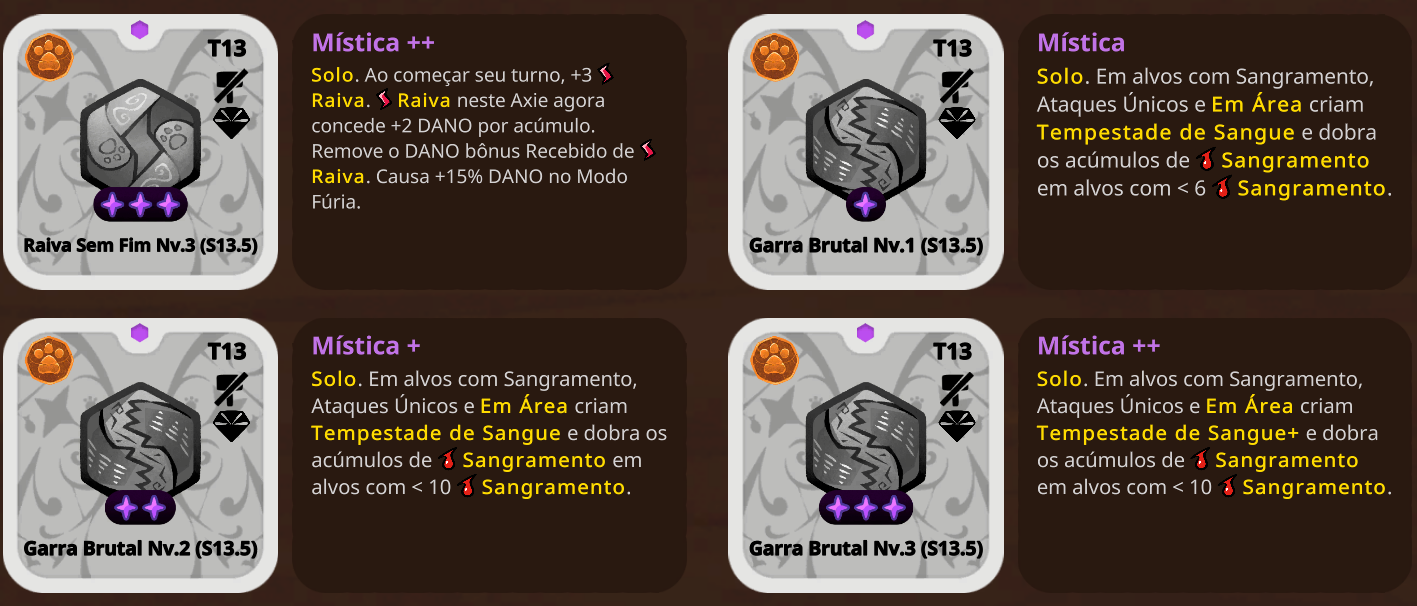 T13
Raiva Sem Fim Nv.3 (S13.5)
Mística ++
Solo. Ao começar seu turno, +3
Raiva. Raiva neste Axie agora
concede +2 DANO por acúmulo.
Remove o DANO bônus Recebido de
Raiva. Causa +15% DANO no Modo
Fúria.
T13
Garra Brutal Nv.1 (S13.5)
Mística
Solo. Em alvos com Sangramento,
Ataques Únicos e Em Área criam
Tempestade de Sangue e dobra
os acúmulos de Sangramento
em alvos com < 6 Sangramento.
T13
Garra Brutal Nv.2 (S13.5)
Mística +
Solo. Em alvos com Sangramento,
Ataques Únicos e Em Área criam
Tempestade de Sangue e dobra os
acúmulos de Sangramento em
alvos com < 10 Sangramento.
T13
Garra Brutal Nv.3 (S13.5)
Mística ++
Solo. Em alvos com Sangramento,
Ataques Únicos e Em Área criam
Tempestade de Sangue+ e dobra
os acúmulos de Sangramento
em alvos com < 10 Sangramento.